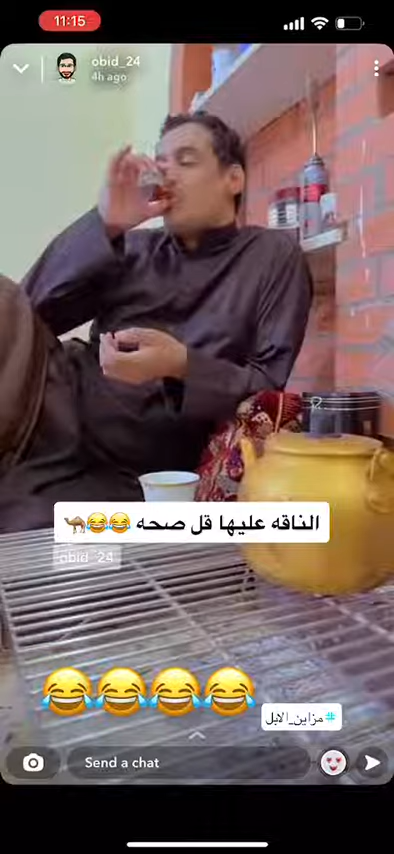 11:15
obid_24
4h ago
الناقه عليها قل صحه 😂😂🐪
obid_24
😂😂😂😂
#مزاين_الابل
Send a chat